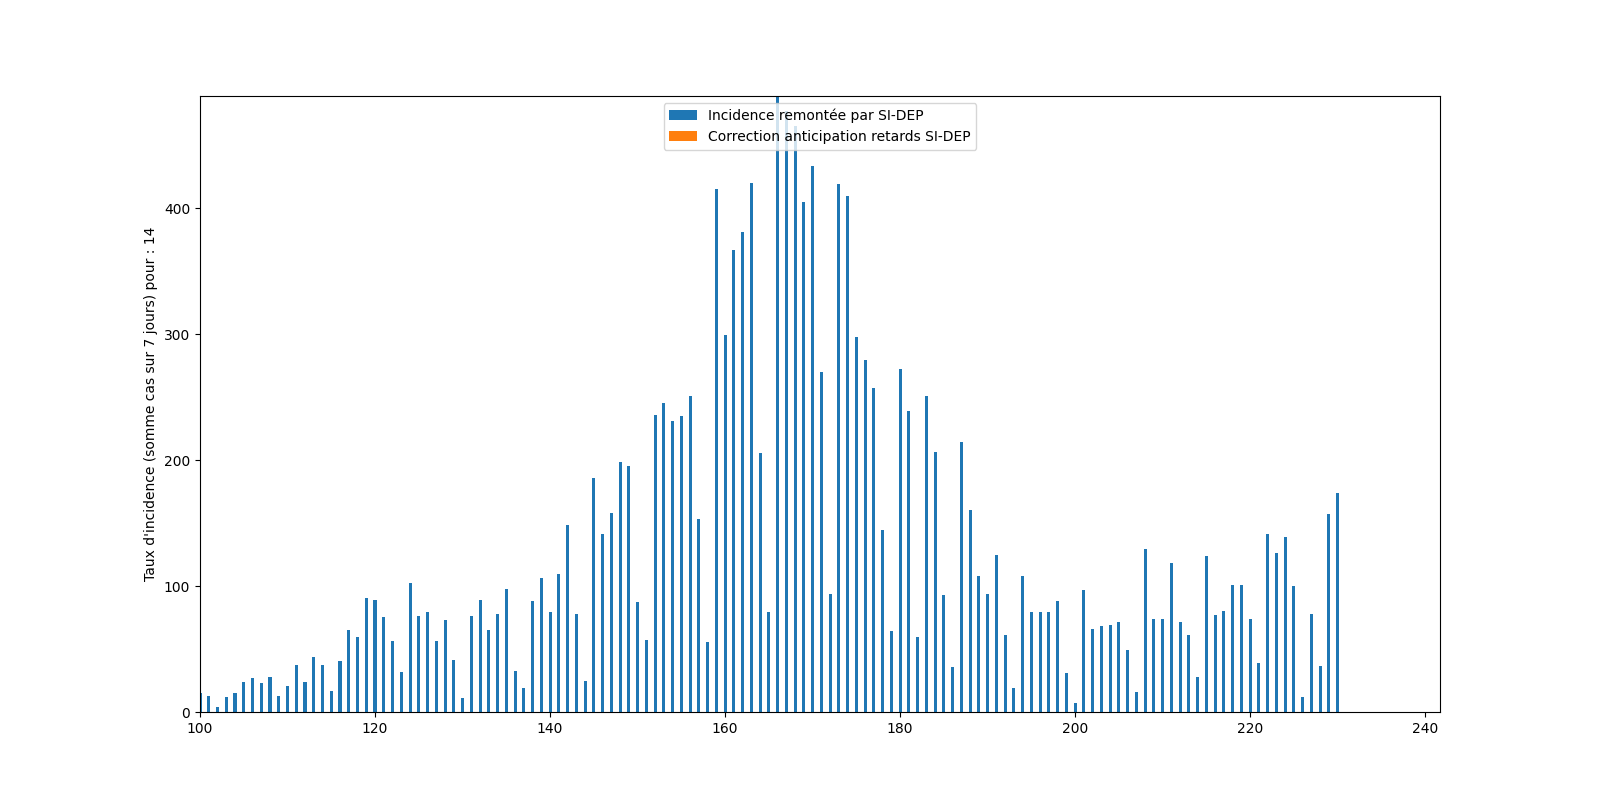 Incidence remontée par SI-DEP
Correction anticipation retards SI-DEP
Taux d'incidence (somme cas sur 7 jours) pour : 14
400
300
200
100
0
100 120 140 160 180 200 220 240